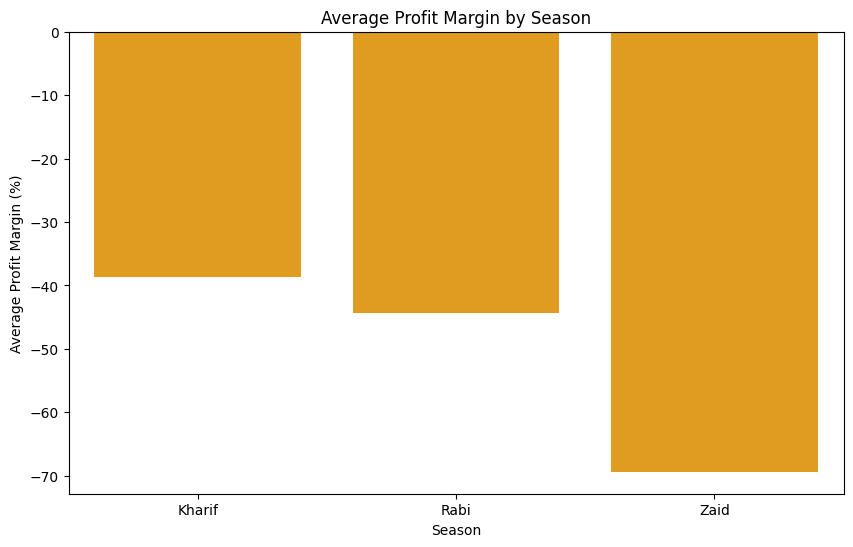 Average Profit Margin by Season
0
−10
−20
−30
−40
−50
−60
−70
Average Profit Margin (%)
Kharif
Rabi
Zaid
Season